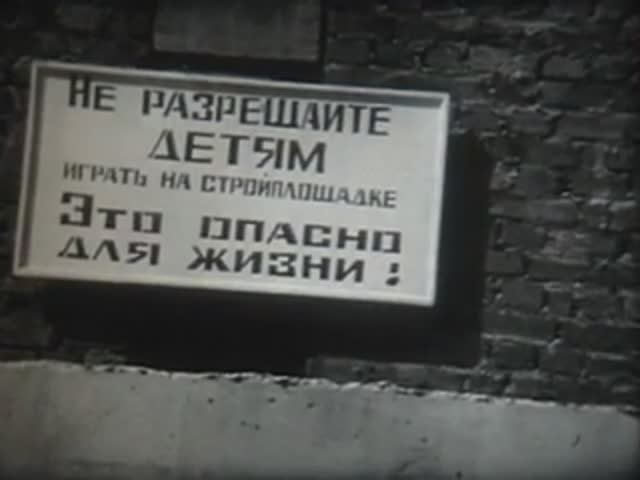 Не разрешайте
детям
играть на стройплощадке
Это опасно
для жизни!